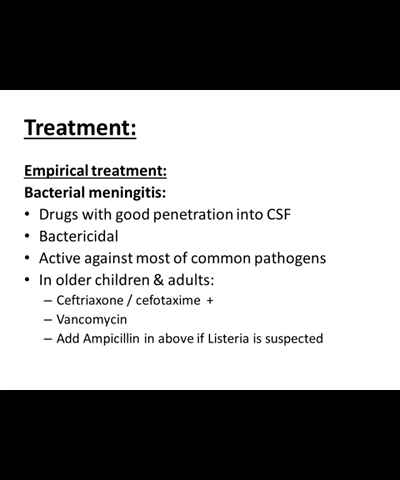 Treatment:
Empirical treatment:
Bacterial meningitis:
• Drugs with good penetration into CSF
• Bactericidal
• Active against most of common pathogens
• In older children & adults:
– Ceftriaxone / cefotaxime +
– Vancomycin
– Add Ampicillin in above if Listeria is suspected